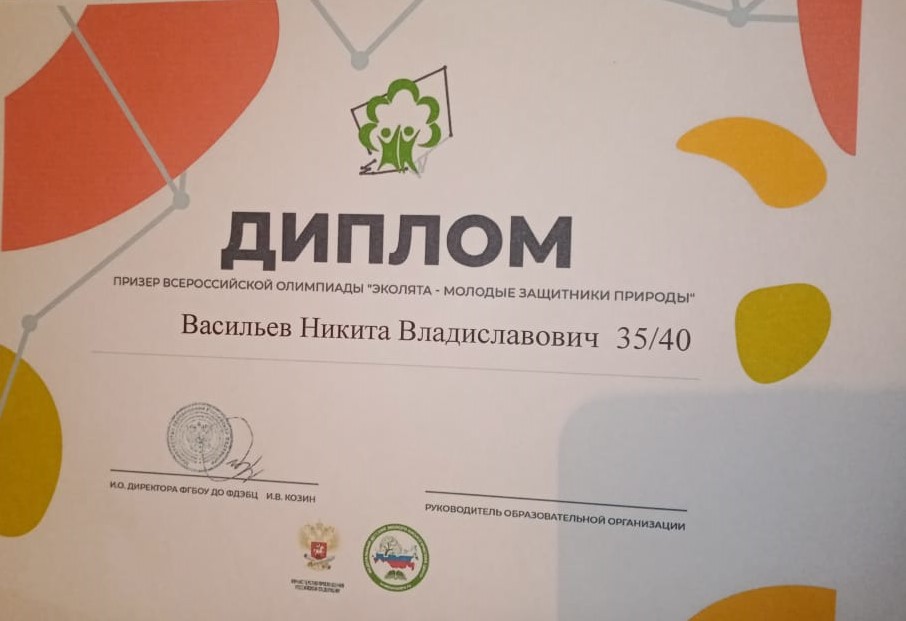 ДИПЛОМ
ПРИЗЕР ВСЕРОССИЙСКОЙ ОЛИМПИАДЫ "ЭКОЛЯТА - МОЛОДЫЕ ЗАЩИТНИКИ ПРИРОДЫ"
Васильев Никита Владиславович 35/40
И.О. ДИРЕКТОРА ФГБОУ ДО ФДЭБЦ И.В. КОЗИН
РУКОВОДИТЕЛЬ ОБРАЗОВАТЕЛЬНОЙ ОРГАНИЗАЦИИ